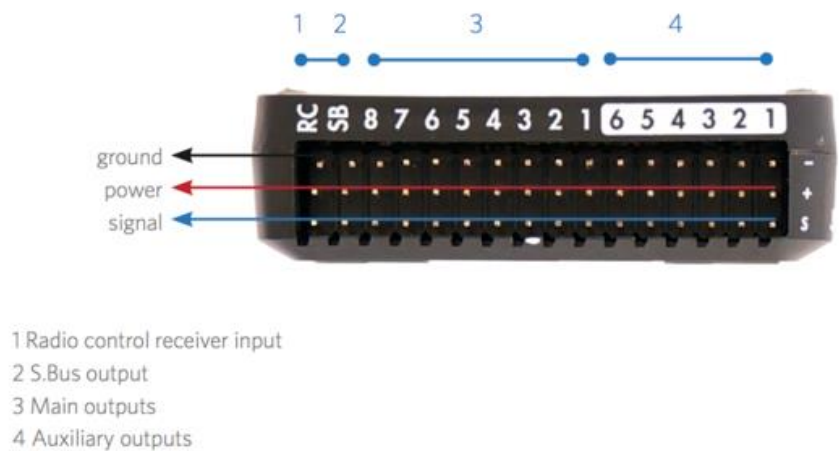 1 2 3 4
RC SB 8 7 6 5 4 3 2 1 6 5 4 3 2 1
ground -
power +
signal S
1 Radio control receiver input
2 S.Bus output
3 Main outputs
4 Auxiliary outputs